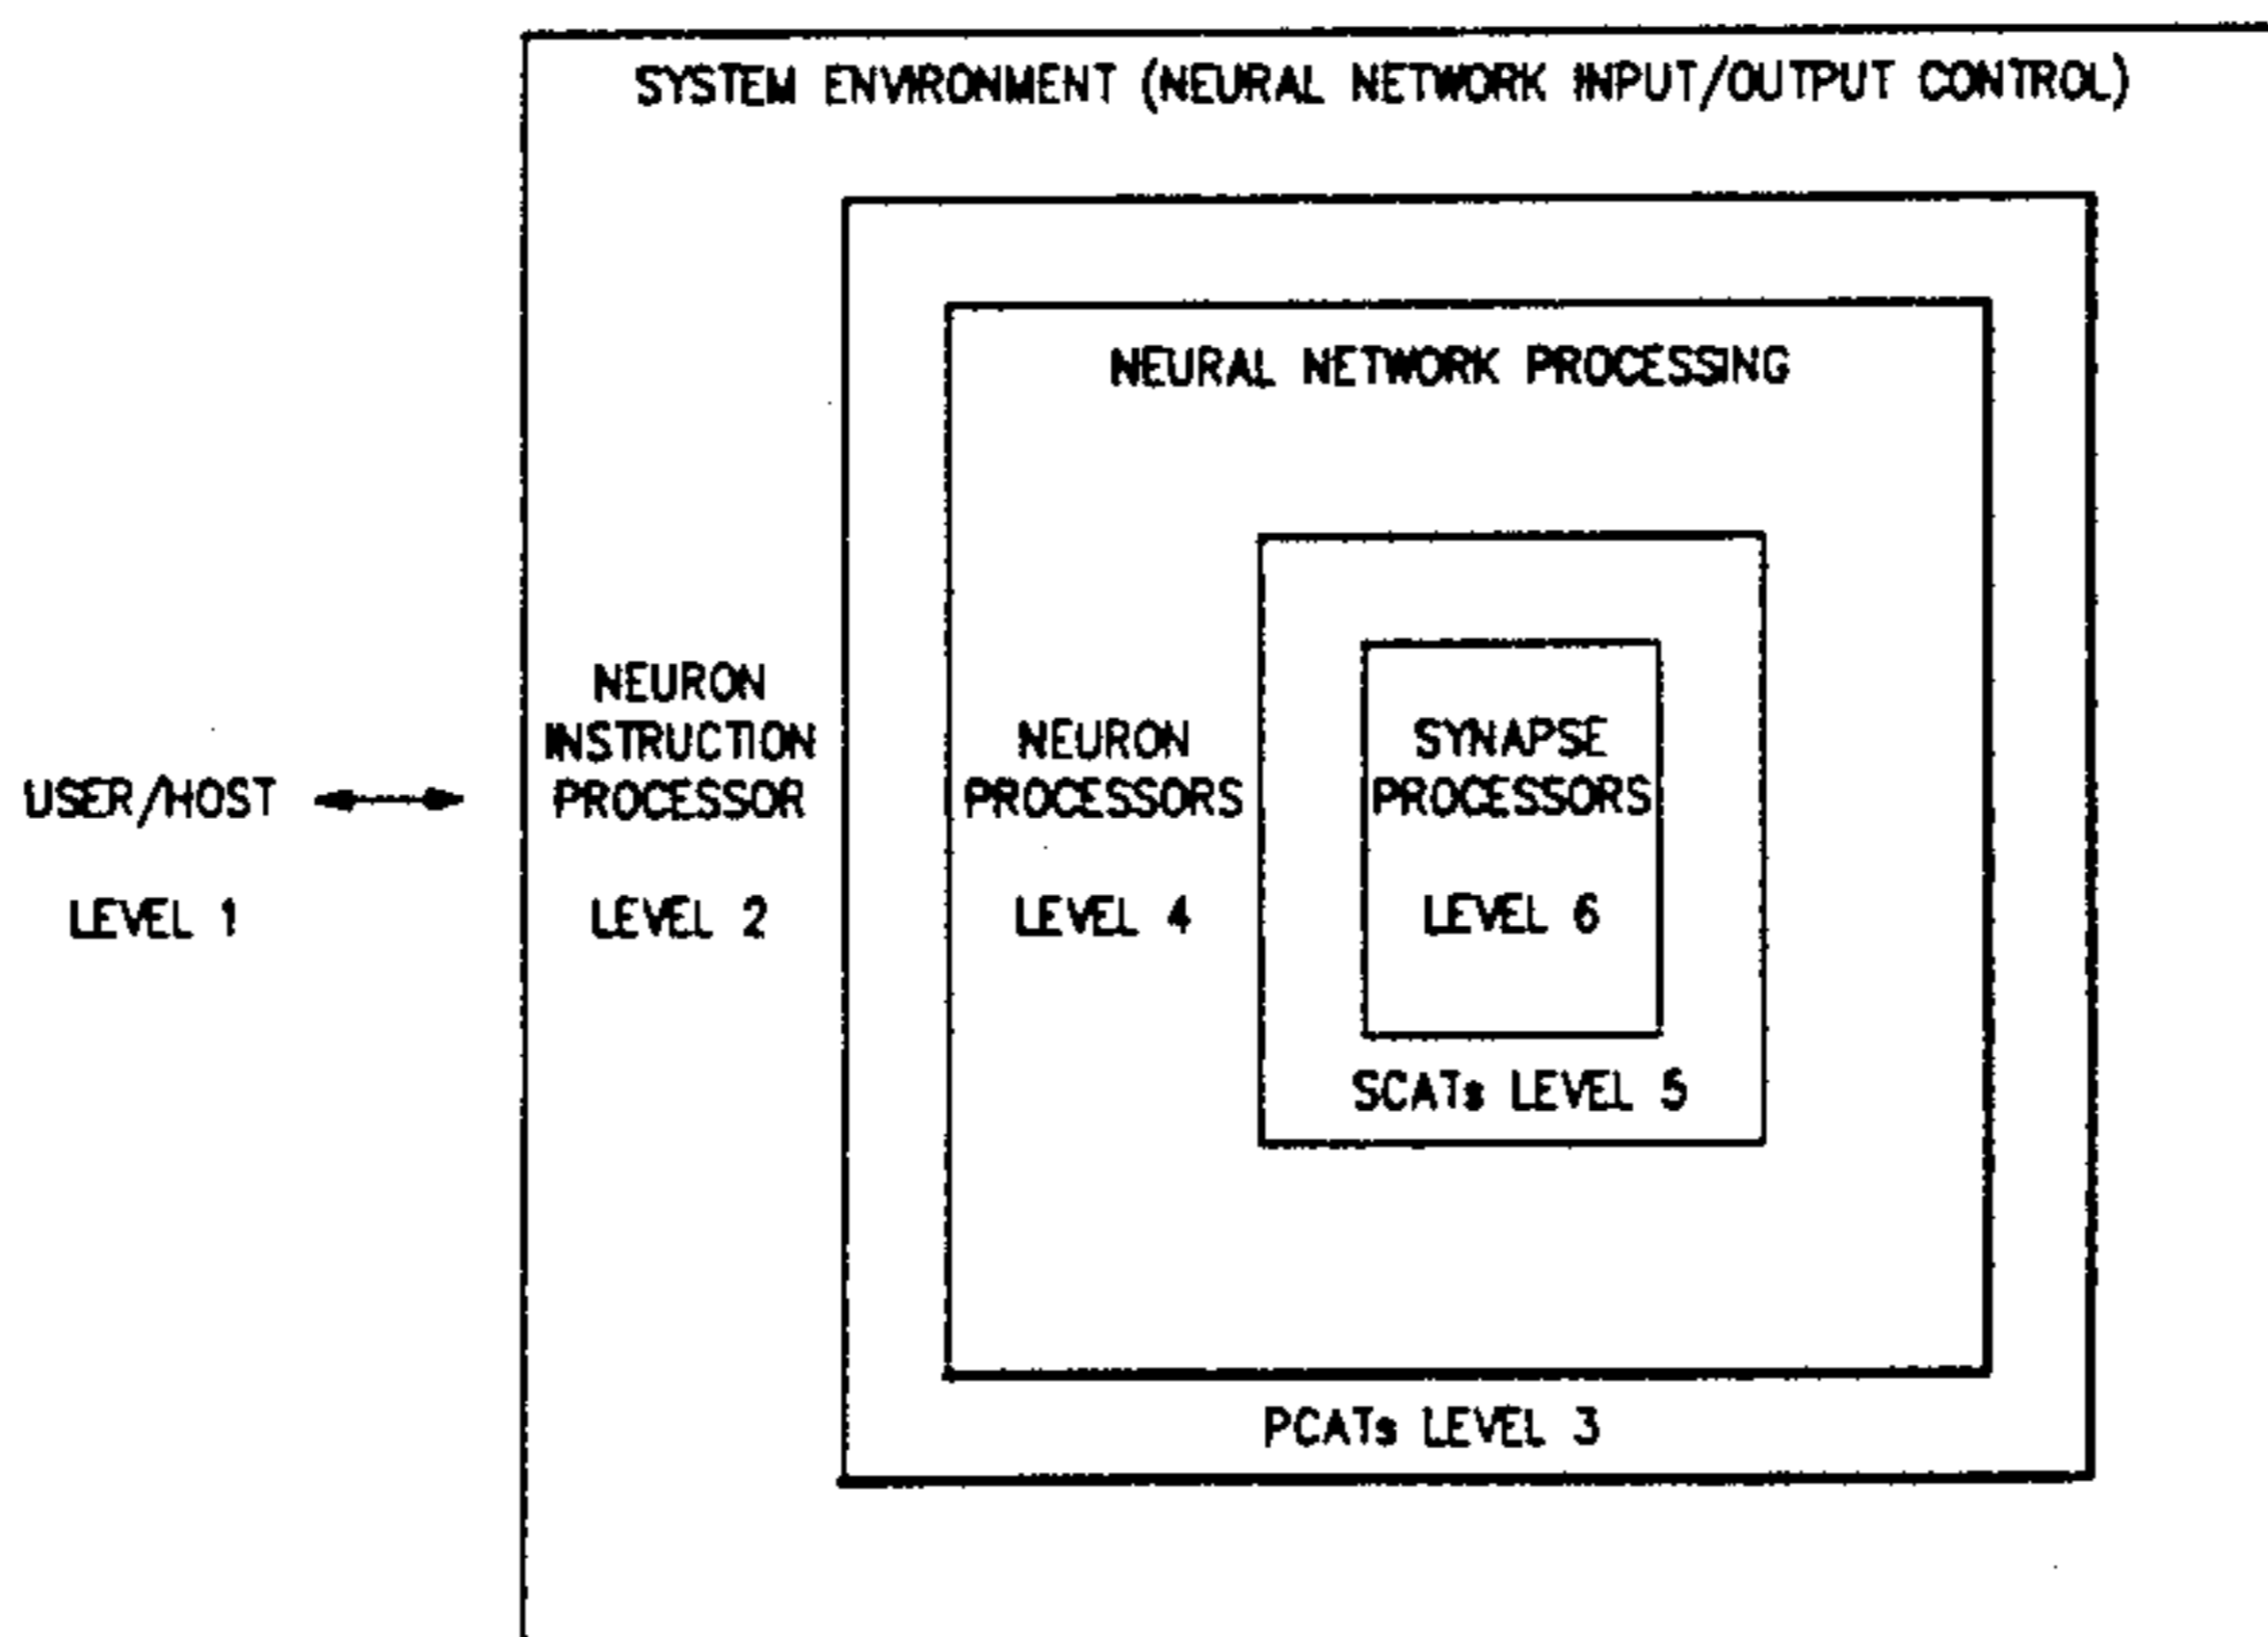 SYSTEM ENVIRONMENT (NEURAL NETWORK INPUT/OUTPUT CONTROL)
NEURAL NETWORK PROCESSING
USER/HOST
LEVEL 1
NEURON
INSTRUCTION
PROCESSOR
LEVEL 2
NEURON
PROCESSORS
LEVEL 4
SYNAPSE
PROCESSORS
LEVEL 6
SCATs LEVEL 5
PCATs LEVEL 3